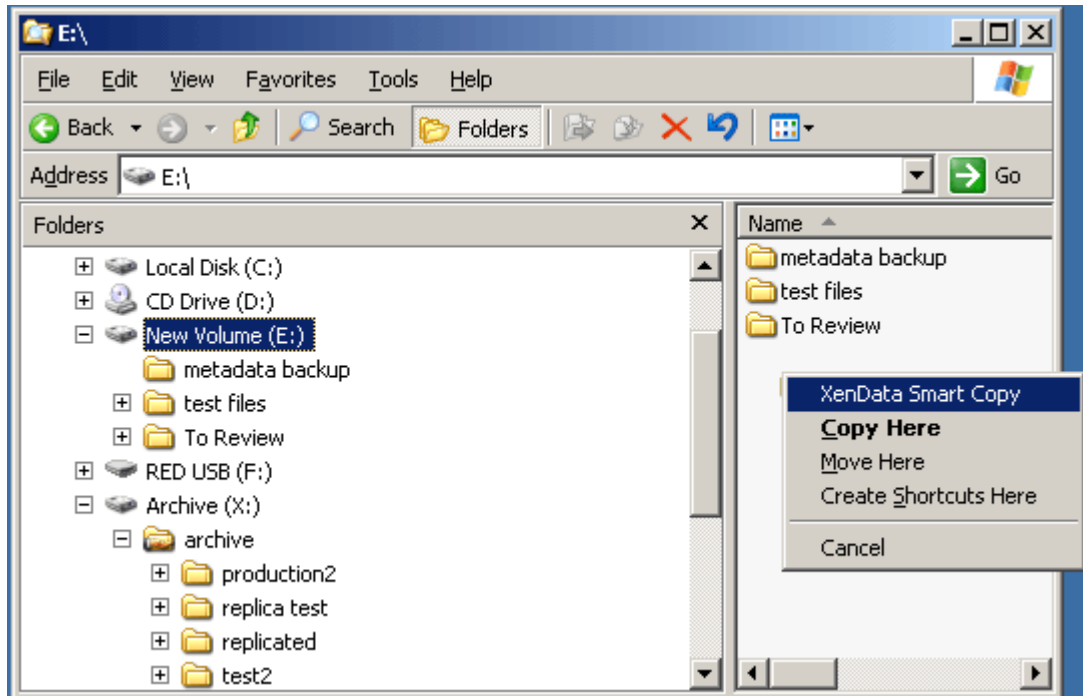 E:\
File Edit View Favorites Tools Help
Back Search Folders
Address E:\ Go
Folders X
Name
Local Disk (C:)
CD Drive (D:)
New Volume (E:)
metadata backup
test files
To Review
RED USB (F:)
Archive (X:)
archive
production2
replica test
replicated
test2
metadata backup
test files
To Review
XenData Smart Copy
Copy Here
Move Here
Create Shortcuts Here
Cancel